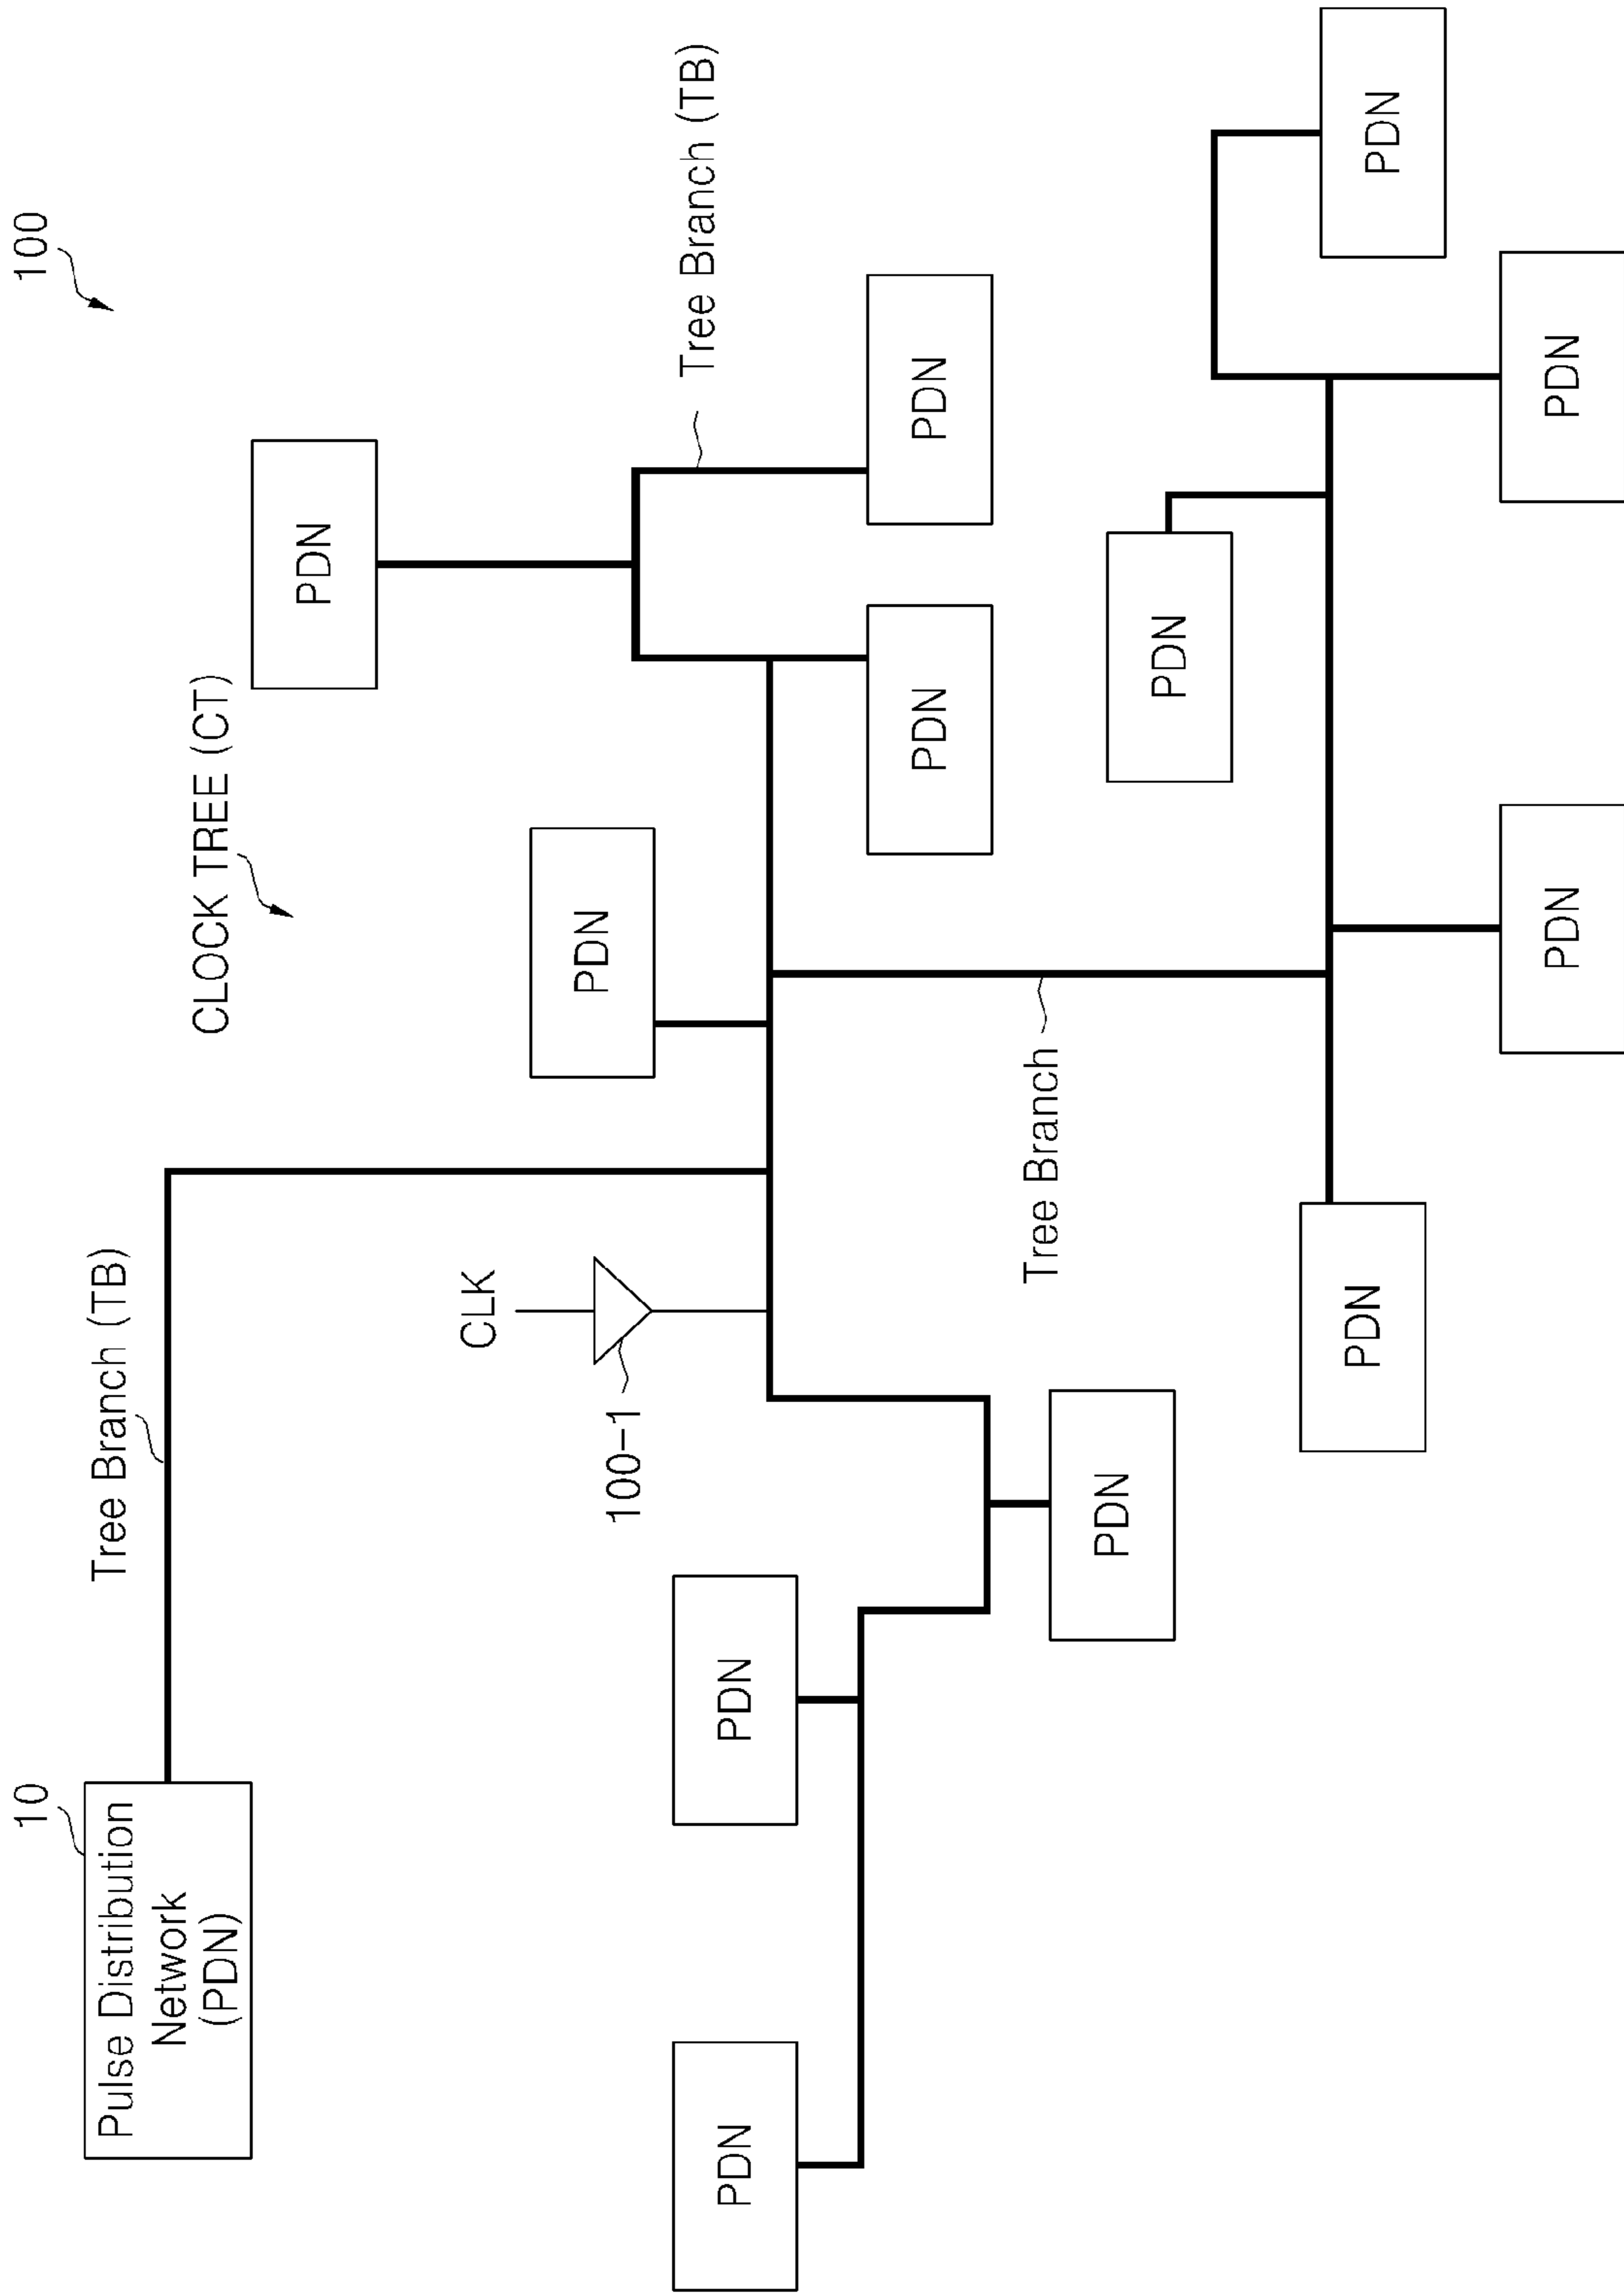 10
100
Pulse Distribution
Network
(PDN)
Tree Branch (TB)
CLOCK TREE (CT)
PDN
CLK
PDN
100-1
Tree Branch (TB)
PDN
PDN
PDN
PDN
Tree Branch
PDN
PDN
PDN
PDN
PDN
PDN